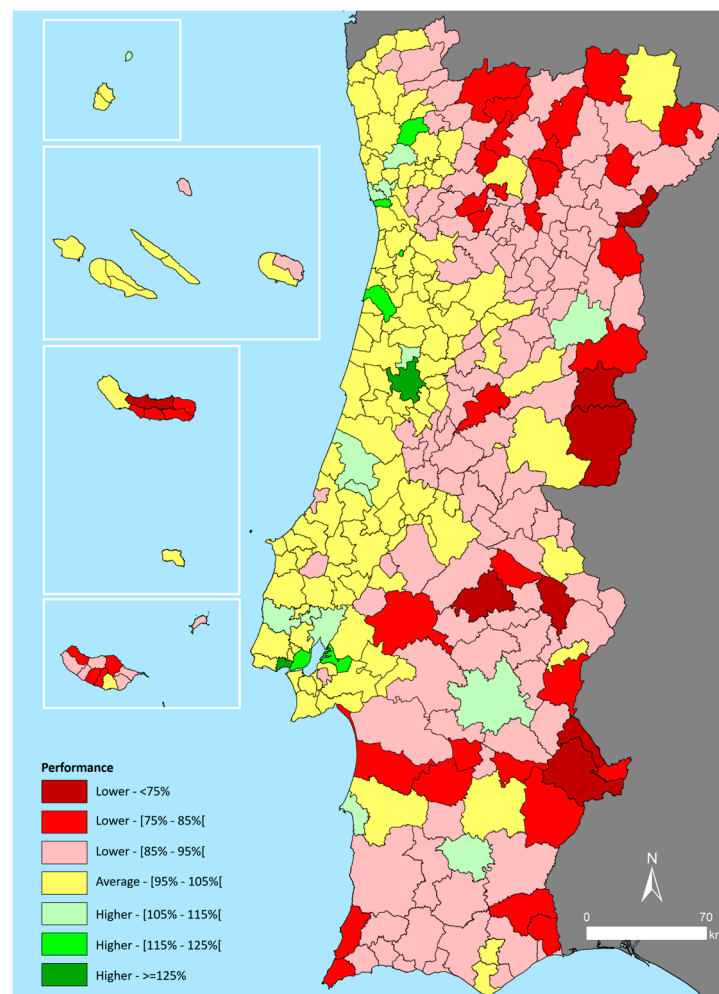 Performance
Lower - <75%
Lower - [75% - 85%[
Lower - [85% - 95%[
Average - [95% - 105%[
Higher - [105% - 115%[
Higher - [115% - 125%[
Higher - >=125%
N
0 70
km